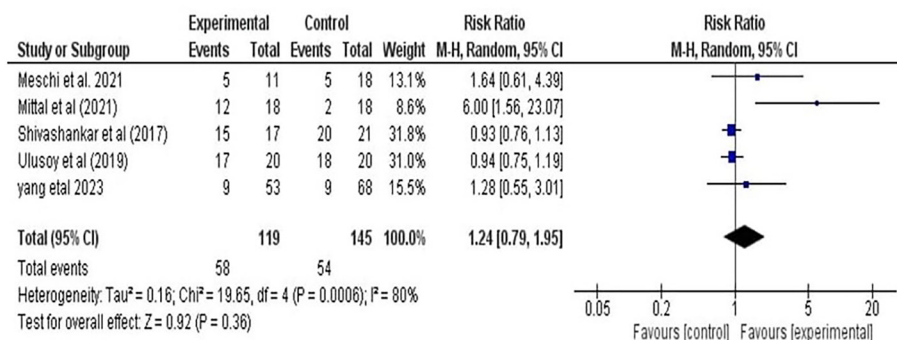 Experimental Control Risk Ratio Risk Ratio
Study or Subgroup Events Total Events Total Weight M-H, Random, 95% CI M-H, Random, 95% CI
Meschi et al. 2021 5 11 5 18 13.1% 1.64 [0.61, 4.39]
Mittal et al (2021) 12 18 2 18 8.6% 6.00 [1.56, 23.07]
Shivashankar et al (2017) 15 17 20 21 31.8% 0.93 [0.76, 1.13]
Ulusoy et al (2019) 17 20 18 20 31.0% 0.94 [0.75, 1.19]
yang etal 2023 9 53 9 68 15.5% 1.28 [0.55, 3.01]
Total (95% CI) 119 145 100.0% 1.24 [0.79, 1.95]
Total events 58 54
Heterogeneity: Tau² = 0.16; Chi² = 19.65, df = 4 (P = 0.0006); I² = 80%
Test for overall effect: Z = 0.92 (P = 0.36)
0.05 0.2 1 5 20
Favours [control] Favours [experimental]